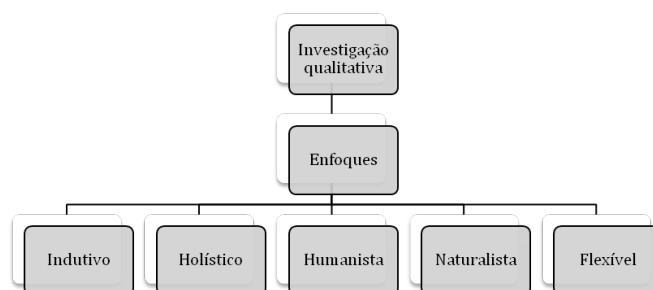 Investigação
qualitativa
Enfoques
Indutivo
Holístico
Humanista
Naturalista
Flexível